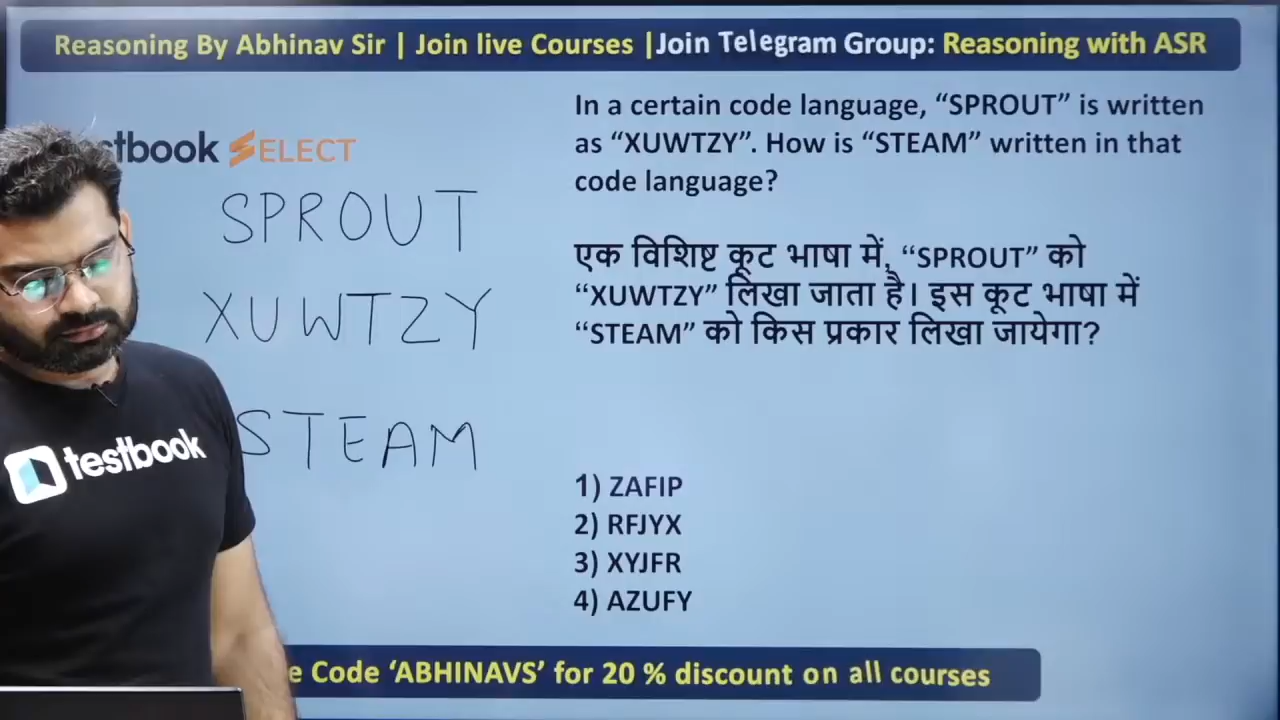 Reasoning By Abhinav Sir | Join live Courses |Join Telegram Group: Reasoning with ASR
In a certain code language, “SPROUT” is written
as “XUWTZY”. How is “STEAM” written in that
code language?
tbook SELECT
SPROUT
XUWTZY
STEAM
एक विशिष्ट कूट भाषा में, “SPROUT” को
“XUWTZY” लिखा जाता है। इस कूट भाषा में
“STEAM” को किस प्रकार लिखा जायेगा?
testbook
1) ZAFIP
2) RFJYX
3) XYJFR
4) AZUFY
e Code ‘ABHINAVS’ for 20 % discount on all courses